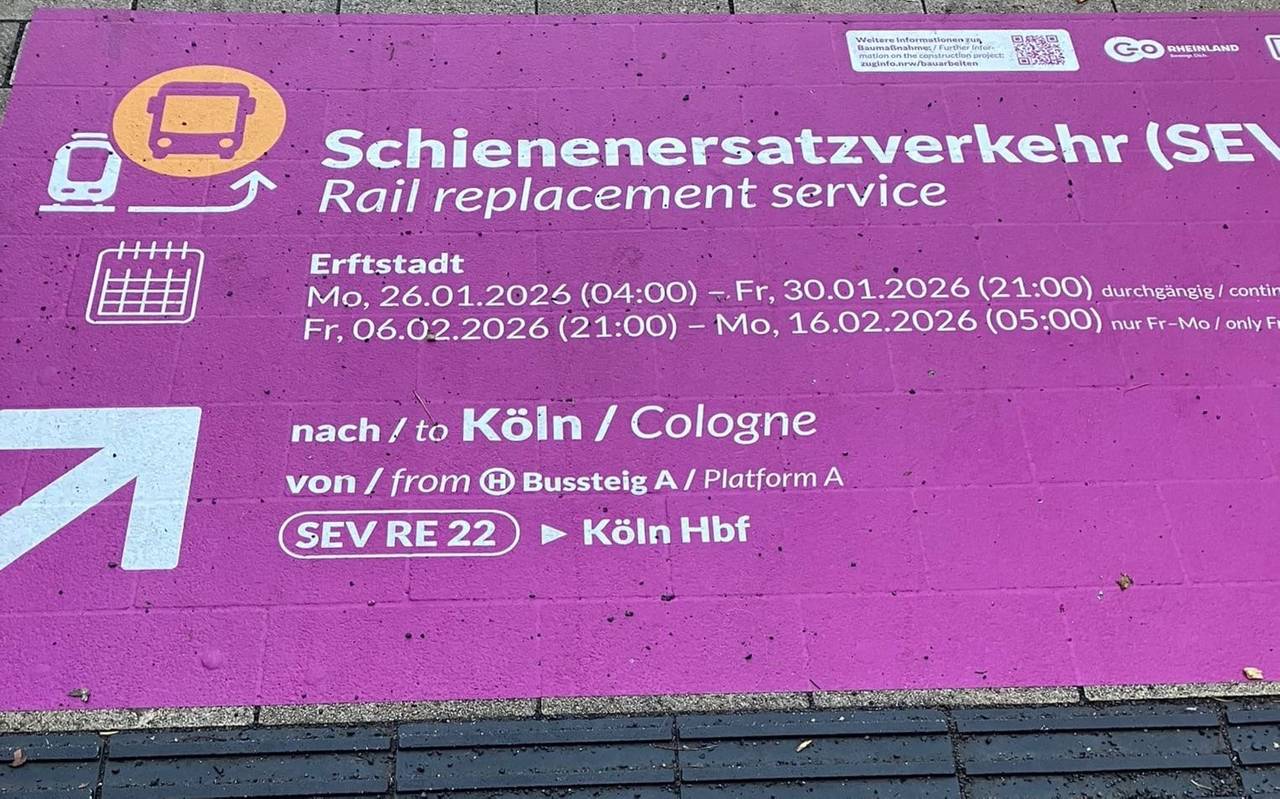 Weitere Informationen zur
Baumaßnahme: / Further Infor-
mation on the construction project:
zuginfo.nrw/bauarbeiten
GO RHEINLAND
Schienenersatzverkehr (SEV
Rail replacement service
Erftstadt
Mo, 26.01.2026 (04:00) – Fr, 30.01.2026 (21:00) durchgängig / contin
Fr, 06.02.2026 (21:00) – Mo, 16.02.2026 (05:00) nur Fr–Mo / only Fr
nach / to Köln / Cologne
von / from H Bussteig A / Platform A
SEV RE 22 ► Köln Hbf